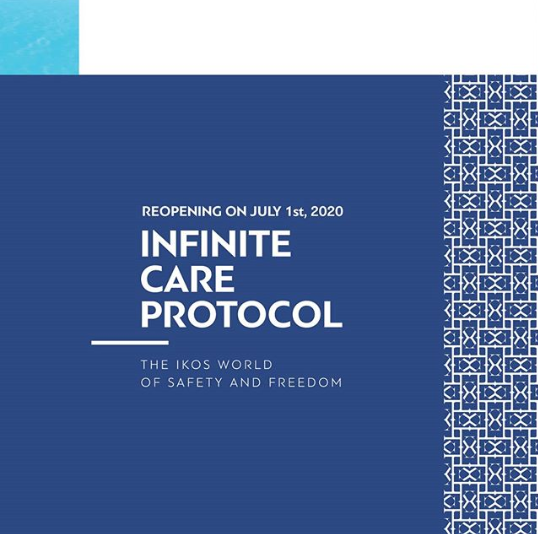 REOPENING ON JULY 1st, 2020
INFINITE
CARE
PROTOCOL
THE IKOS WORLD
OF SAFETY AND FREEDOM